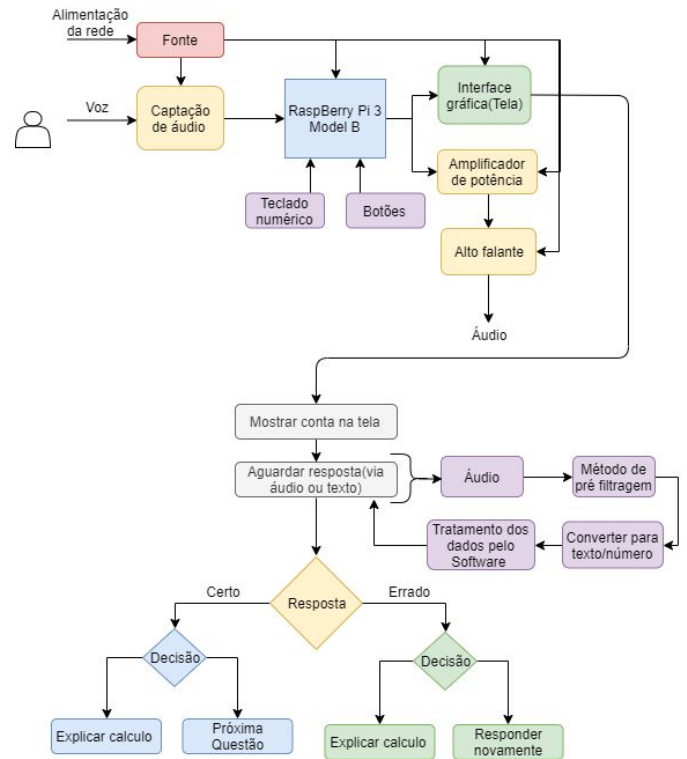 Alimentação
da rede
Fonte
Voz
Captação
de áudio
RaspBerry Pi 3
Model B
Interface
gráfica(Tela)
Teclado
numérico
Botões
Amplificador
de potência
Alto falante
Áudio
Mostrar conta na tela
Aguardar resposta(via
áudio ou texto)
Áudio
Método de
pré filtragem
Tratamento dos
dados pelo
Software
Converter para
texto/número
Certo
Resposta
Errado
Decisão
Decisão
Explicar calculo
Próxima
Questão
Explicar calculo
Responder
novamente